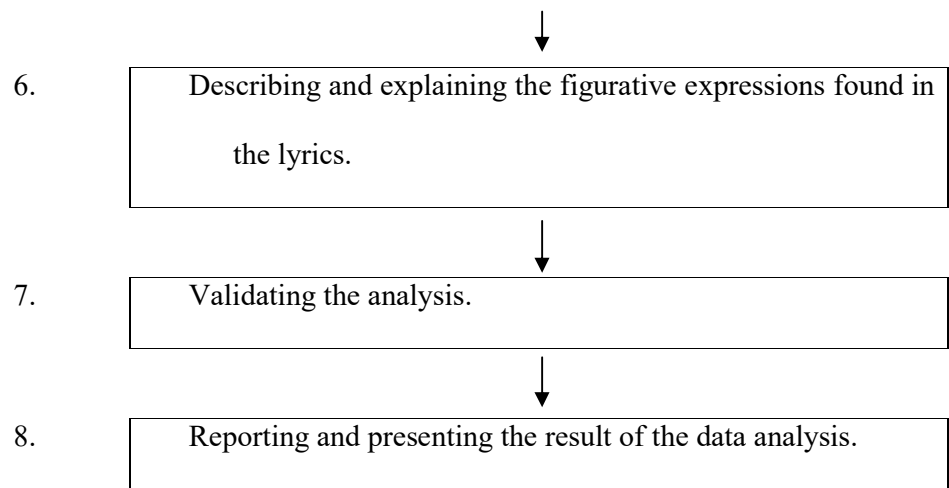 6. Describing and explaining the figurative expressions found in
the lyrics.
7. Validating the analysis.
8. Reporting and presenting the result of the data analysis.